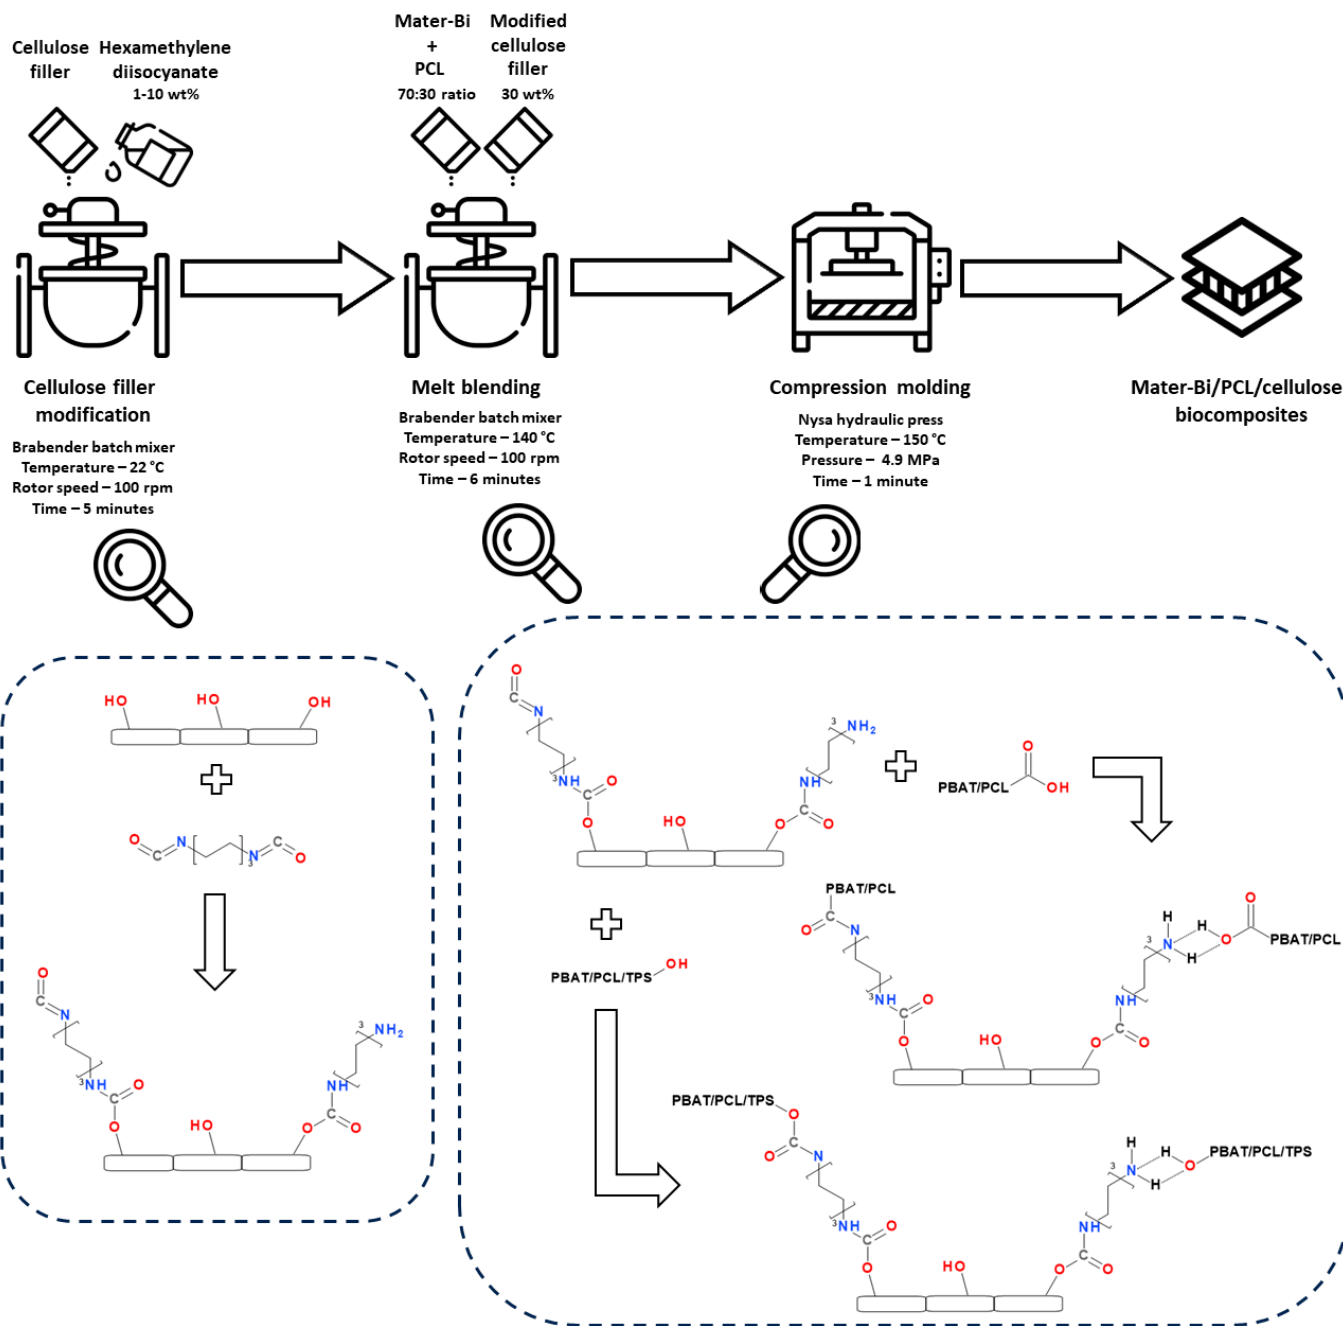 Cellulose
filler
Hexamethylene
diisocyanate
1-10 wt%
Mater-Bi
+
PCL
70:30 ratio
Modified
cellulose
filler
30 wt%
Cellulose filler
modification
Brabender batch mixer
Temperature – 22 °C
Rotor speed – 100 rpm
Time – 5 minutes
Melt blending
Brabender batch mixer
Temperature – 140 °C
Rotor speed – 100 rpm
Time – 6 minutes
Compression molding
Nysa hydraulic press
Temperature – 150 °C
Pressure – 4.9 MPa
Time – 1 minute
Mater-Bi/PCL/cellulose
biocomposites
HO
HO
OH
O
C
N
3
N
C
O
O
C
N
3
NH
C
O
O
HO
3
NH2
NH
C
O
O
O
C
N
3
NH
C
O
O
HO
3
NH2
NH
C
O
O
PBAT/PCL
O
OH
PBAT/PCL/TPS
OH
PBAT/PCL
O
C
N
3
NH
C
O
O
HO
3
H
N
H
H
O
O
PBAT/PCL
NH
C
O
O
PBAT/PCL/TPS
O
C
O
N
3
NH
C
O
O
HO
3
H
N
H
H
O
PBAT/PCL/TPS
NH
C
O
O